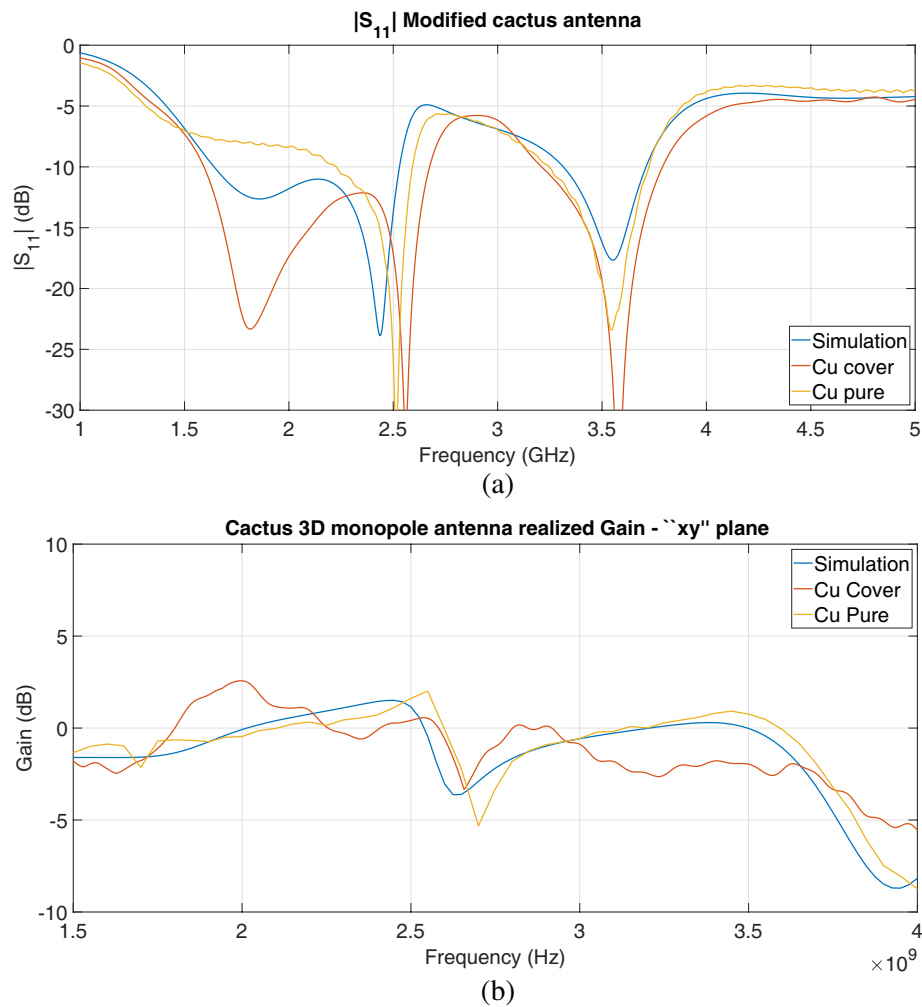 |S11| Modified cactus antenna
0
-5
-10
-15
-20
-25
-30
|S11| (dB)
Simulation
Cu cover
Cu pure
1
1.5
2
2.5
3
3.5
4
4.5
5
Frequency (GHz)
(a)
Cactus 3D monopole antenna realized Gain - ``xy'' plane
10
5
0
-5
-10
Gain (dB)
Simulation
Cu Cover
Cu Pure
1.5
2
2.5
3
3.5
4
Frequency (Hz)
×10^9
(b)